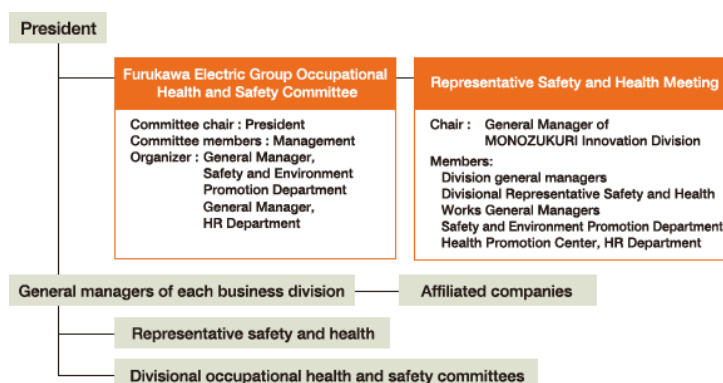 President
Furukawa Electric Group Occupational
Health and Safety Committee
Committee chair : President
Committee members : Management
Organizer : General Manager,
Safety and Environment
Promotion Department
General Manager,
HR Department
Representative Safety and Health Meeting
Chair : General Manager of
MONOZUKURI Innovation Division
Members:
Division general managers
Divisional Representative Safety and Health
Works General Managers
Safety and Environment Promotion Department
Health Promotion Center, HR Department
General managers of each business division
Affiliated companies
Representative safety and health
Divisional occupational health and safety committees